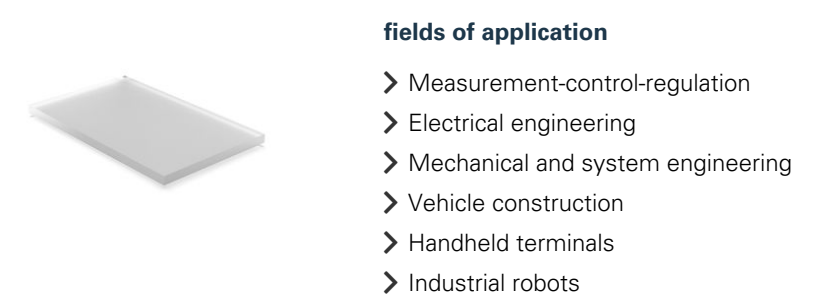 fields of application
Measurement-control-regulation
Electrical engineering
Mechanical and system engineering
Vehicle construction
Handheld terminals
Industrial robots